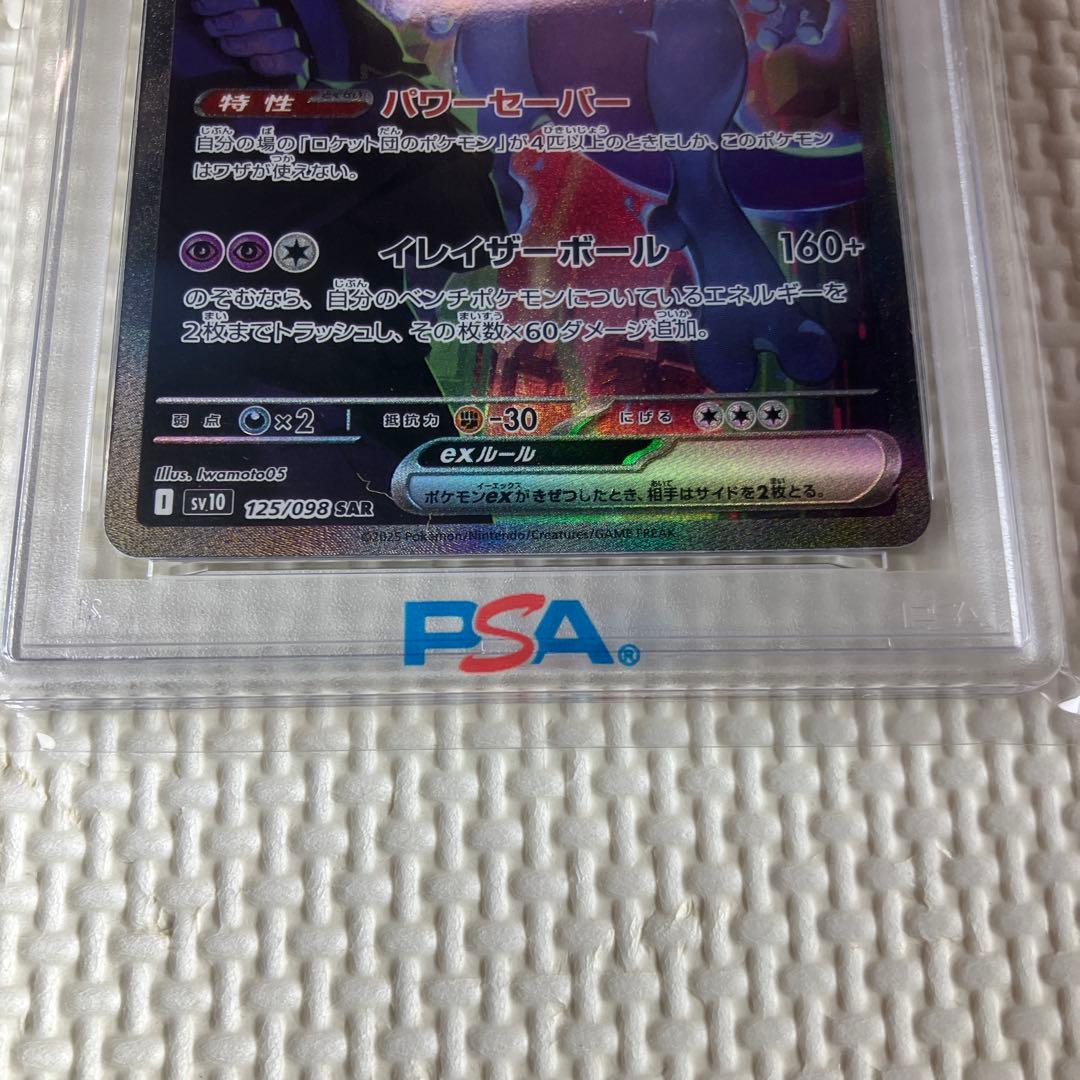 特性 パワーセーバー
自分の場の「ロケット団のポケモン」が4匹以上のときにしか、このポケモン
はワザが使えない。
イレイザーボール 160+
のぞむなら、自分のベンチポケモンについているエネルギーを
2枚までトラッシュし、その枚数×60ダメージ追加。
弱点 ×2 抵抗力 -30 にげる
exルール
ポケモンexがきぜつしたとき、相手はサイドを2枚とる。
Illus. Iwamoto05
I sv10 125/098 SAR
©2025 Pokémon/Nintendo/Creatures/GAME FREAK
PSA®